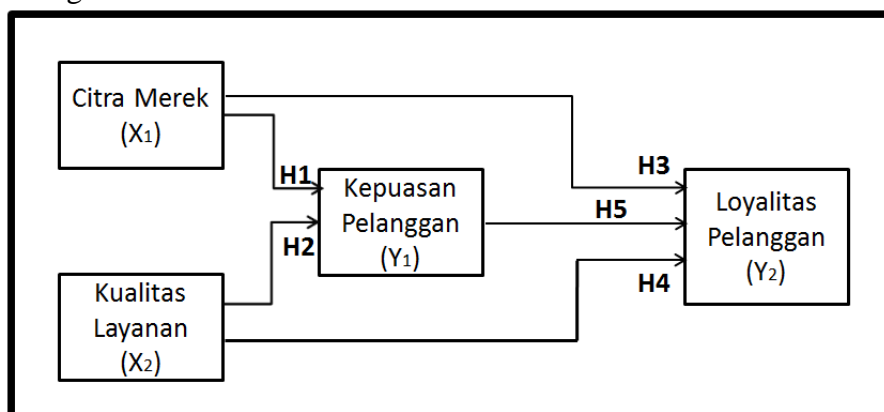 Citra Merek
(X1)
H1
Kepuasan
Pelanggan
(Y1)
H2
Kualitas
Layanan
(X2)
H3
H5
H4
Loyalitas
Pelanggan
(Y2)